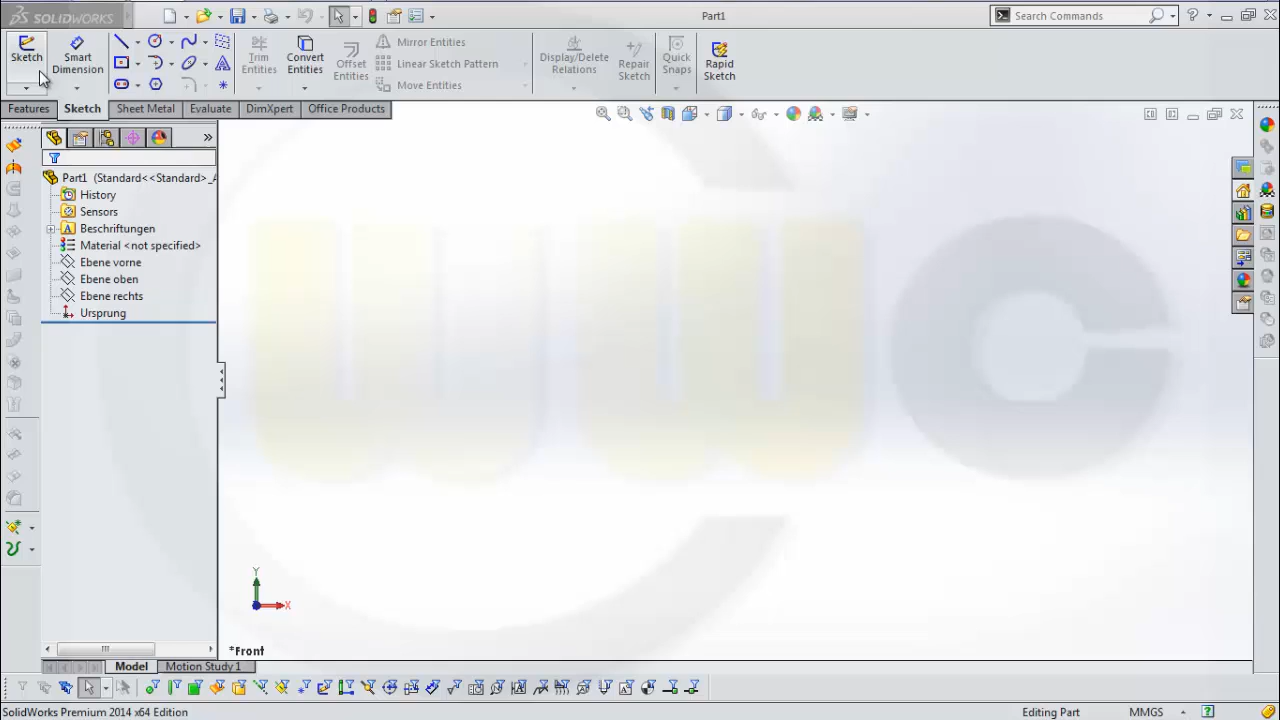 SOLIDWORKS
Part1
Search Commands
Sketch
Smart Dimension
Trim Entities
Convert Entities
Offset Entities
Mirror Entities
Linear Sketch Pattern
Move Entities
Display/Delete Relations
Repair Sketch
Quick Snaps
Rapid Sketch
Features
Sketch
Sheet Metal
Evaluate
DimXpert
Office Products
Part1 (Standard<<Standard>_A
History
Sensors
Beschriftungen
Material <not specified>
Ebene vorne
Ebene oben
Ebene rechts
Ursprung
Y
X
*Front
Model
Motion Study 1
SolidWorks Premium 2014 x64 Edition
Editing Part
MMGS